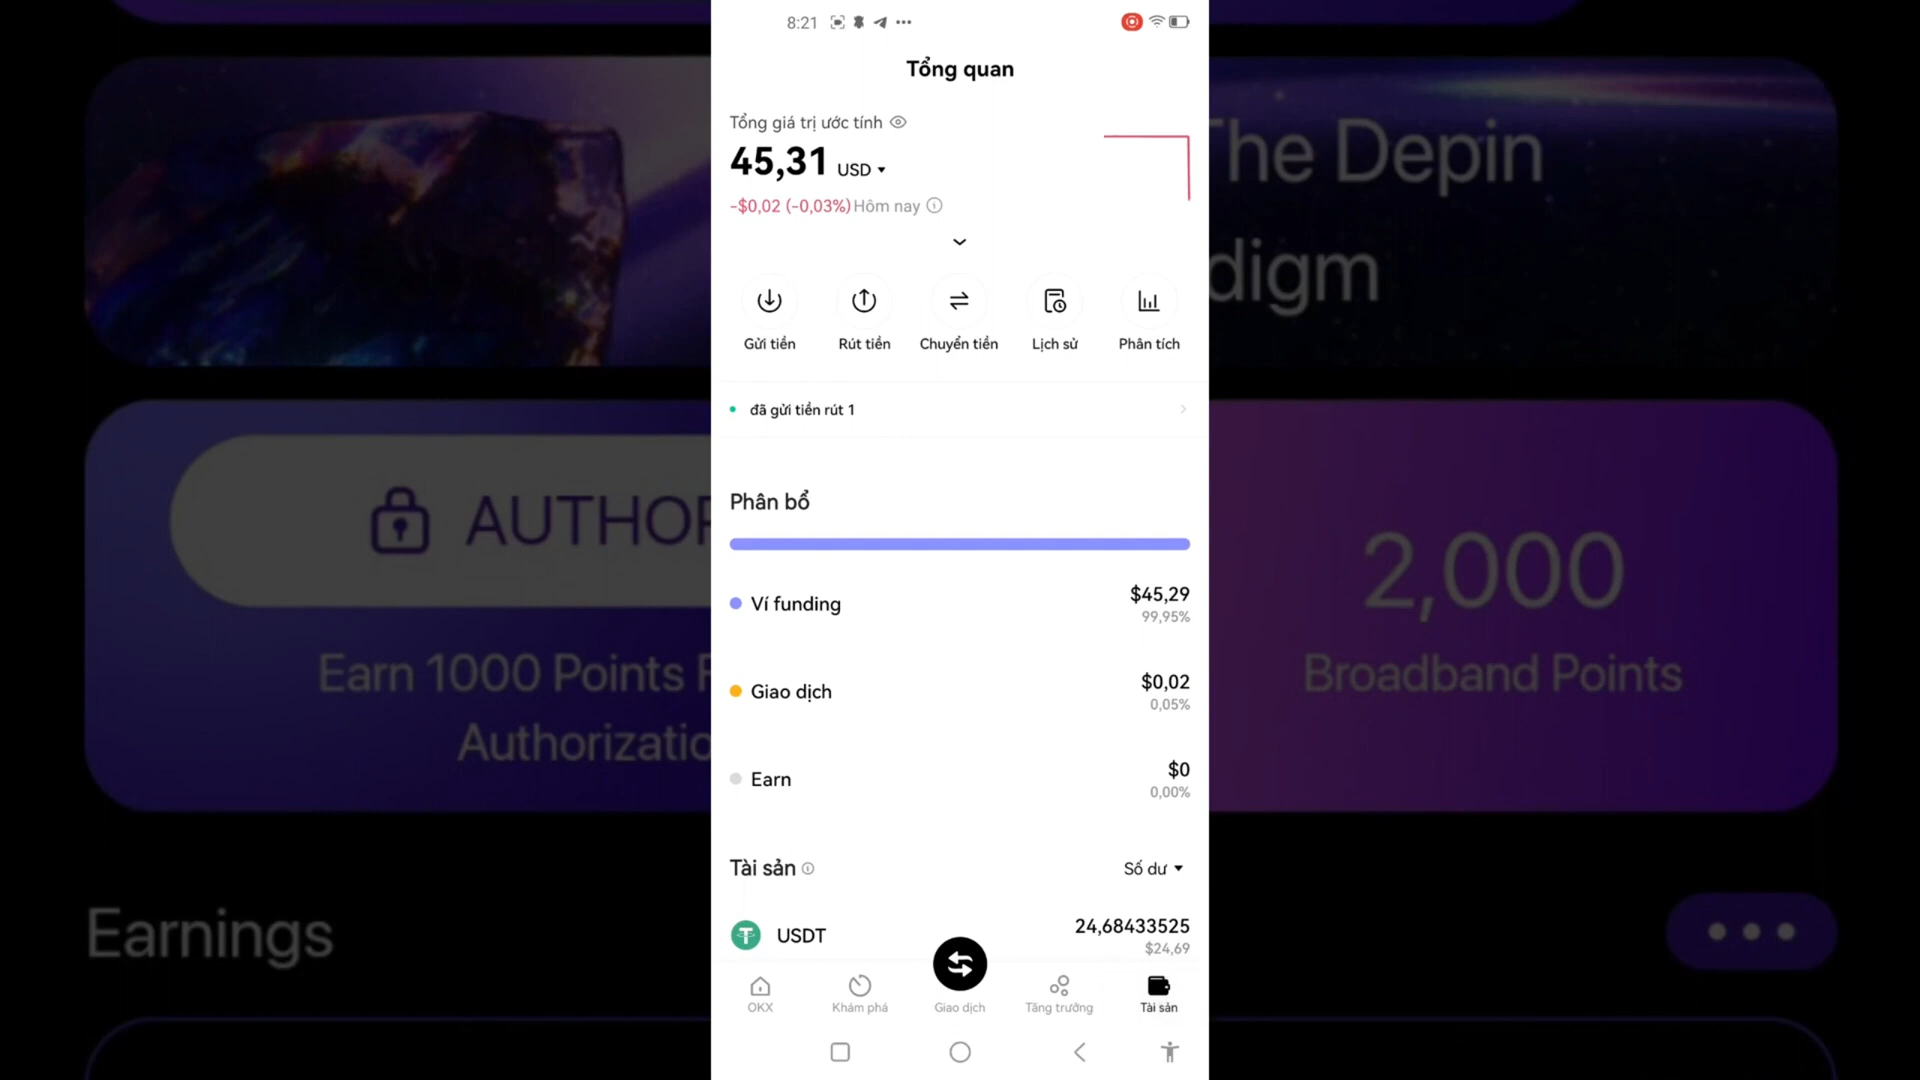 8:21
Tổng quan
Tổng giá trị ước tính
45,31 USD
-$0,02 (-0,03%) Hôm nay
Gửi tiền
Rút tiền
Chuyển tiền
Lịch sử
Phân tích
đã gửi tiền rút 1
Phân bổ
Ví funding
$45,29
99,95%
Giao dịch
$0,02
0,05%
Earn
$0
0,00%
Tài sản
Số dư
USDT
24,68433525
$24,69
OKX
Khám phá
Giao dịch
Tăng trưởng
Tài sản
The Depin
digm
AUTHOR
Earn 1000 Points F
Authorizatio
2,000
Broadband Points
Earnings